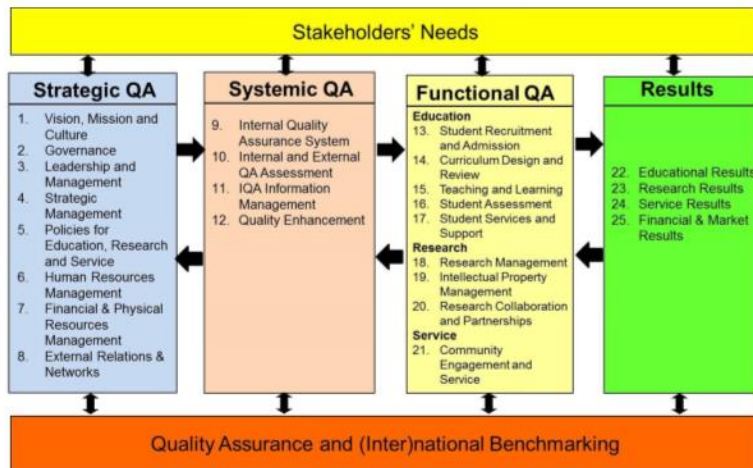 Stakeholders' Needs
Strategic QA
1. Vision, Mission and
Culture
2. Governance
3. Leadership and
Management
4. Strategic
Management
5. Policies for
Education, Research
and Service
6. Human Resources
Management
7. Financial & Physical
Resources
Management
8. External Relations &
Networks
Systemic QA
9. Internal Quality
Assurance System
10. Internal and External
QA Assessment
11. IQA Information
Management
12. Quality Enhancement
Functional QA
Education
13. Student Recruitment
and Admission
14. Curriculum Design and
Review
15. Teaching and Learning
16. Student Assessment
17. Student Services and
Support
Research
18. Research Management
19. Intellectual Property
Management
20. Research Collaboration
and Partnerships
Service
21. Community
Engagement and
Service
Results
22. Educational Results
23. Research Results
24. Service Results
25. Financial & Market
Results
Quality Assurance and (Inter)national Benchmarking